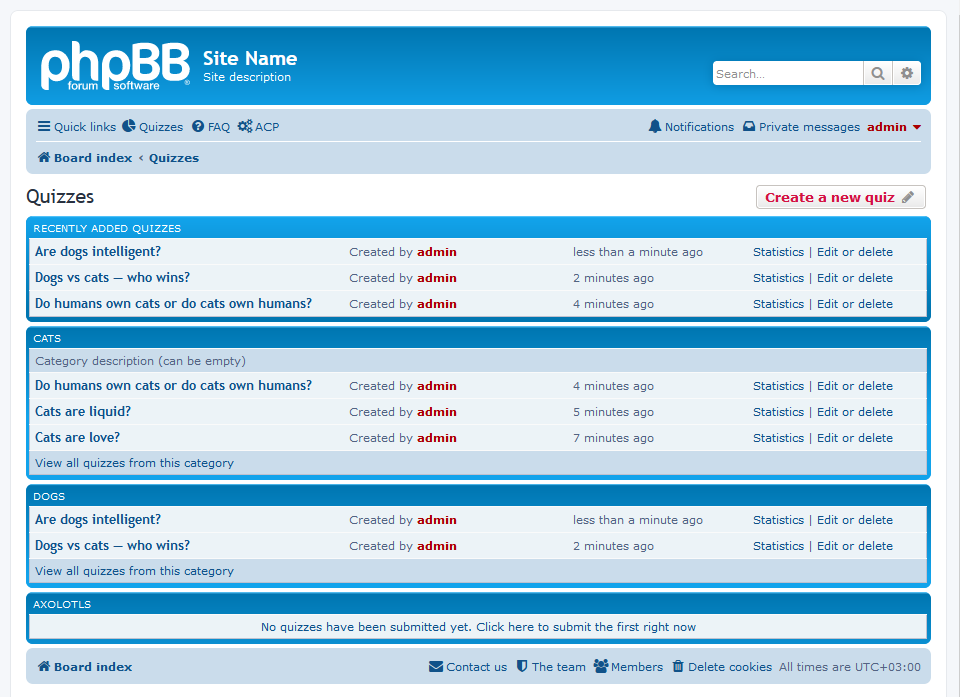 phpBB
forum software
®
Site Name
Site description
Search…
Quick links Quizzes FAQ ACP
Notifications Private messages admin
Board index ‹ Quizzes
Quizzes
Create a new quiz
RECENTLY ADDED QUIZZES
Are dogs intelligent? Created by admin less than a minute ago Statistics | Edit or delete
Dogs vs cats — who wins? Created by admin 2 minutes ago Statistics | Edit or delete
Do humans own cats or do cats own humans? Created by admin 4 minutes ago Statistics | Edit or delete
CATS
Category description (can be empty)
Do humans own cats or do cats own humans? Created by admin 4 minutes ago Statistics | Edit or delete
Cats are liquid? Created by admin 5 minutes ago Statistics | Edit or delete
Cats are love? Created by admin 7 minutes ago Statistics | Edit or delete
View all quizzes from this category
DOGS
Are dogs intelligent? Created by admin less than a minute ago Statistics | Edit or delete
Dogs vs cats — who wins? Created by admin 2 minutes ago Statistics | Edit or delete
View all quizzes from this category
AXOLOTLS
No quizzes have been submitted yet. Click here to submit the first right now
Board index Contact us The team Members Delete cookies All times are UTC+03:00